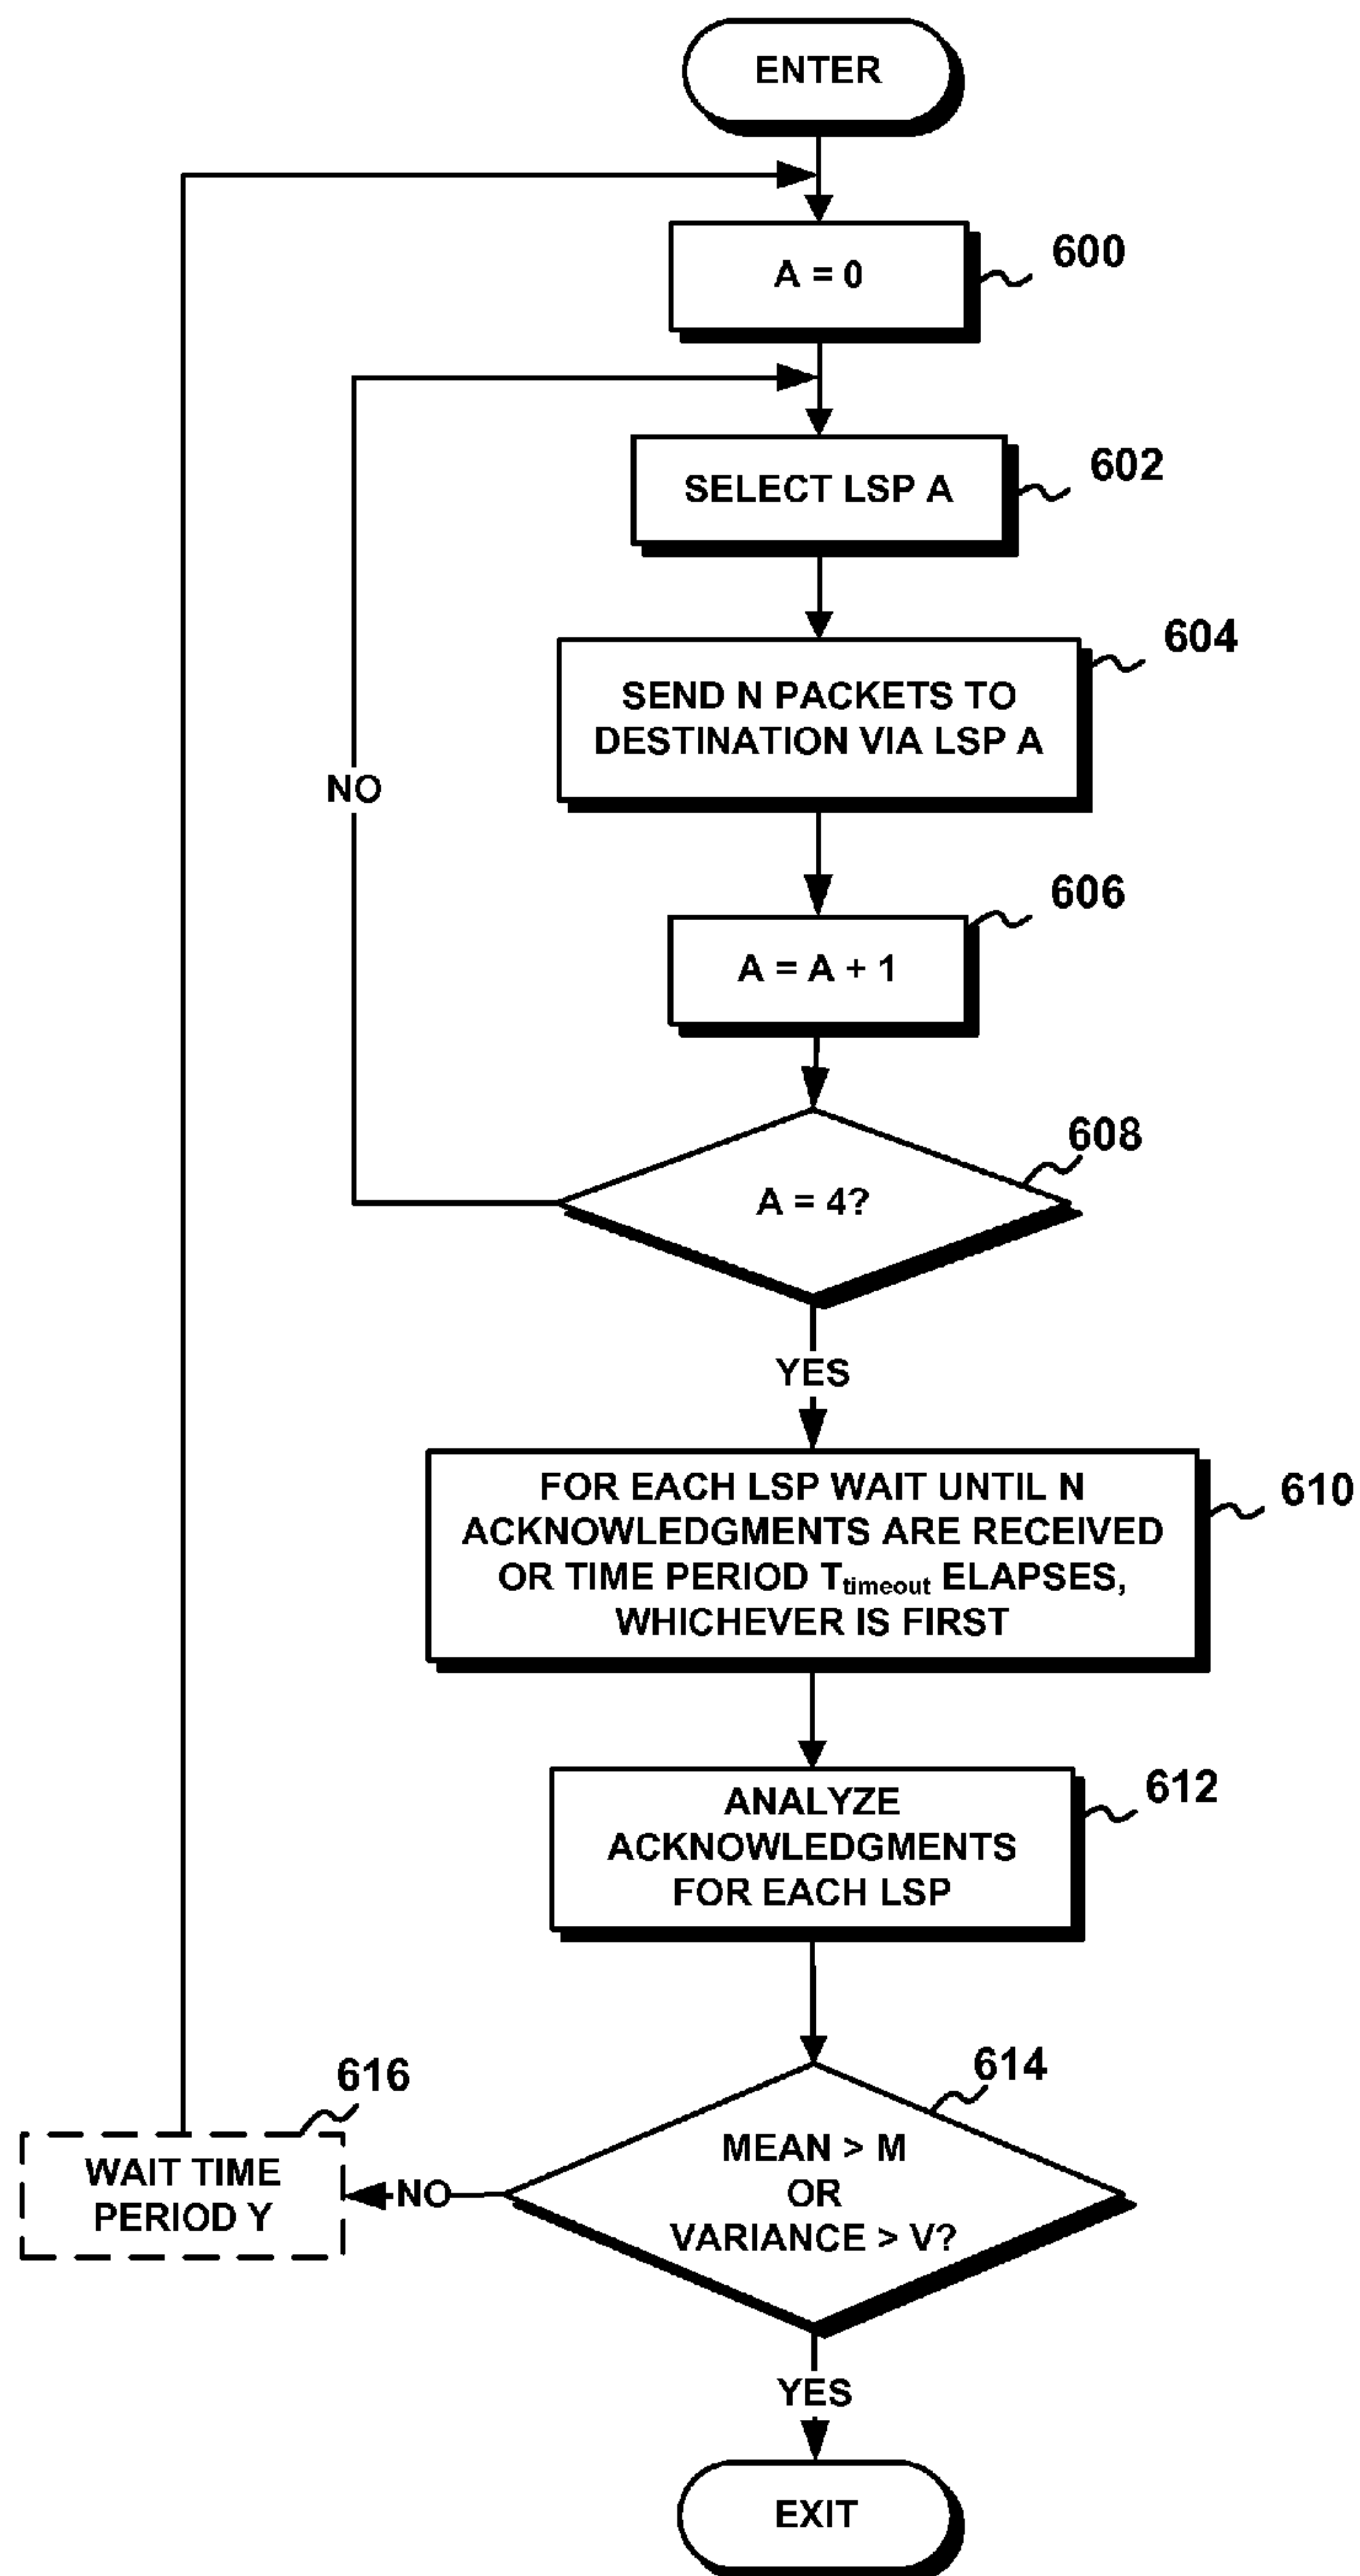 ENTER
A = 0
600
SELECT LSP A
602
SEND N PACKETS TO
DESTINATION VIA LSP A
604
NO
A = A + 1
606
A = 4?
608
YES
FOR EACH LSP WAIT UNTIL N
ACKNOWLEDGMENTS ARE RECEIVED
OR TIME PERIOD Ttimeout ELAPSES,
WHICHEVER IS FIRST
610
ANALYZE
ACKNOWLEDGMENTS
FOR EACH LSP
612
MEAN > M
OR
VARIANCE > V?
614
NO
WAIT TIME
PERIOD Y
616
YES
EXIT